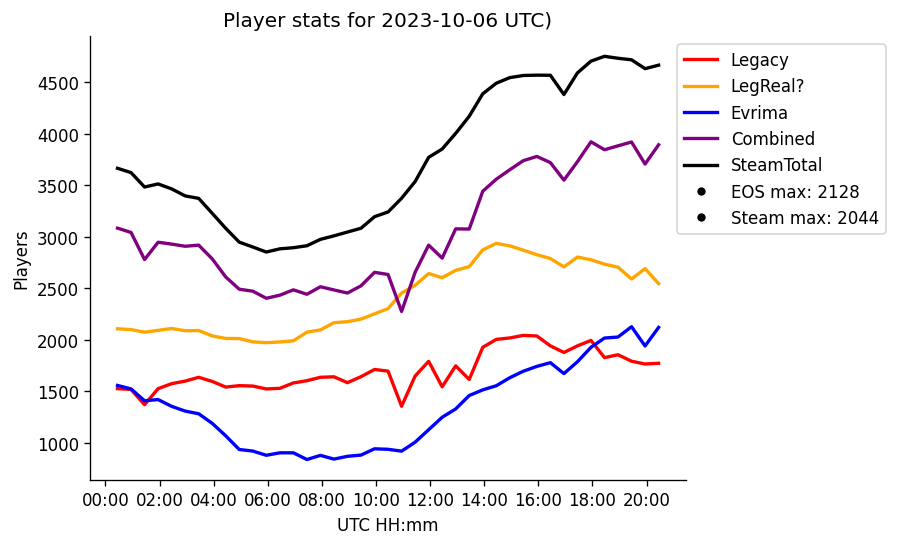 Player stats for 2023-10-06 UTC)
Legacy
LegReal?
Evrima
Combined
SteamTotal
EOS max: 2128
Steam max: 2044
Players
4500
4000
3500
3000
2500
2000
1500
1000
00:00 02:00 04:00 06:00 08:00 10:00 12:00 14:00 16:00 18:00 20:00
UTC HH:mm